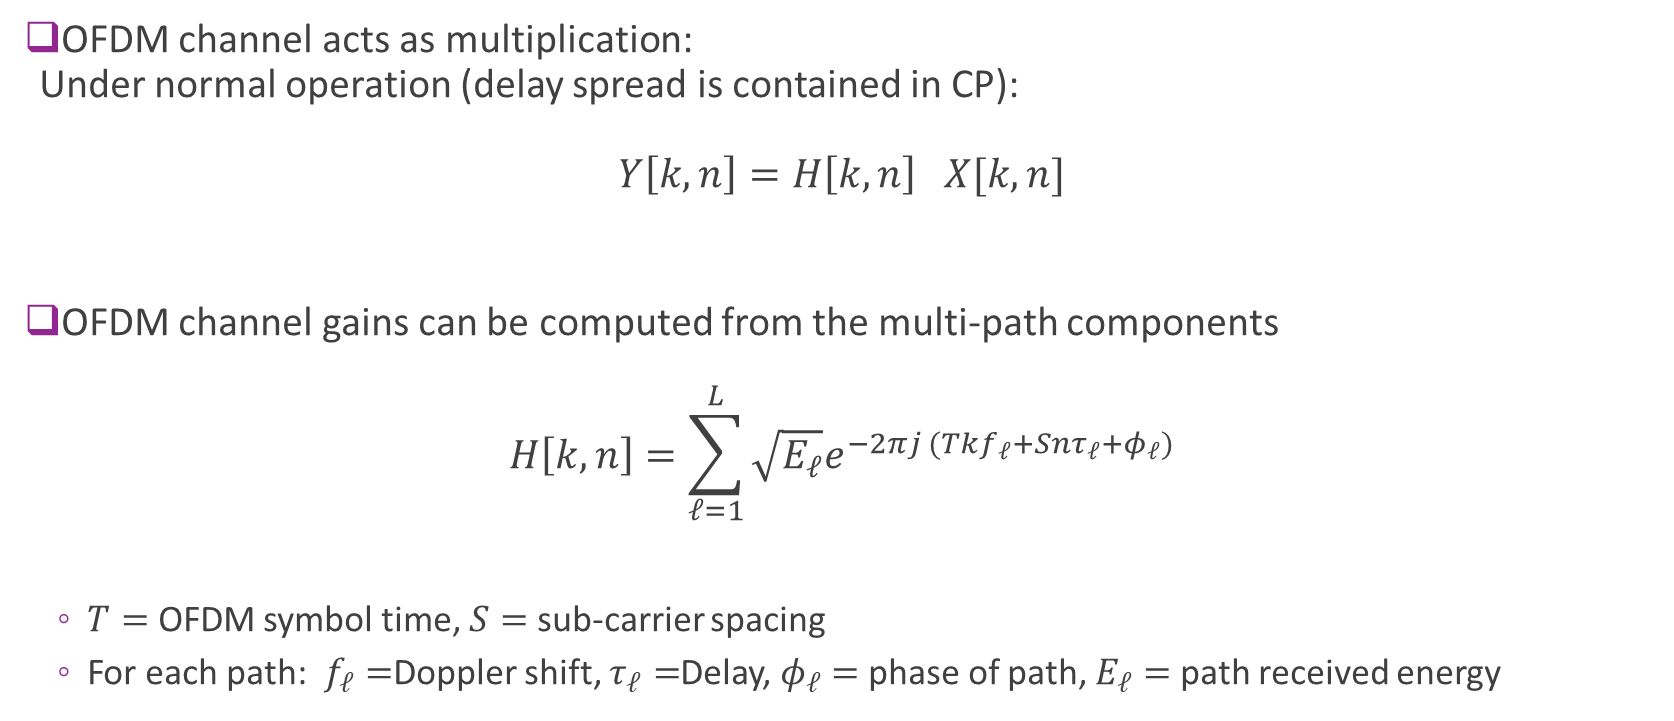 ❑OFDM channel acts as multiplication:
Under normal operation (delay spread is contained in CP):
Y[k, n] = H[k, n] X[k, n]
❑OFDM channel gains can be computed from the multi-path components
H[k, n] = ∑_{ℓ=1}^{L} √E_ℓ e^{−2πj (Tkf_ℓ+Snτ_ℓ+ϕ_ℓ)}
◦ T = OFDM symbol time, S = sub-carrier spacing
◦ For each path: f_ℓ =Doppler shift, τ_ℓ =Delay, ϕ_ℓ = phase of path, E_ℓ = path received energy